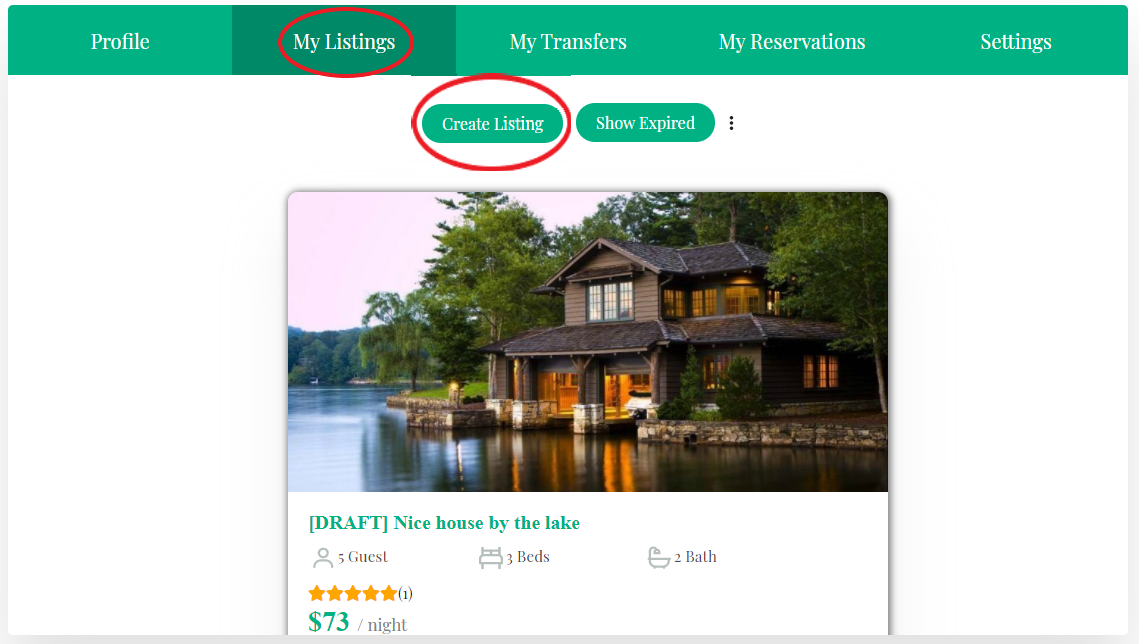 Profile My Listings My Transfers My Reservations Settings
Create Listing Show Expired
[DRAFT] Nice house by the lake
5 Guest 3 Beds 2 Bath
(1)
$73 / night